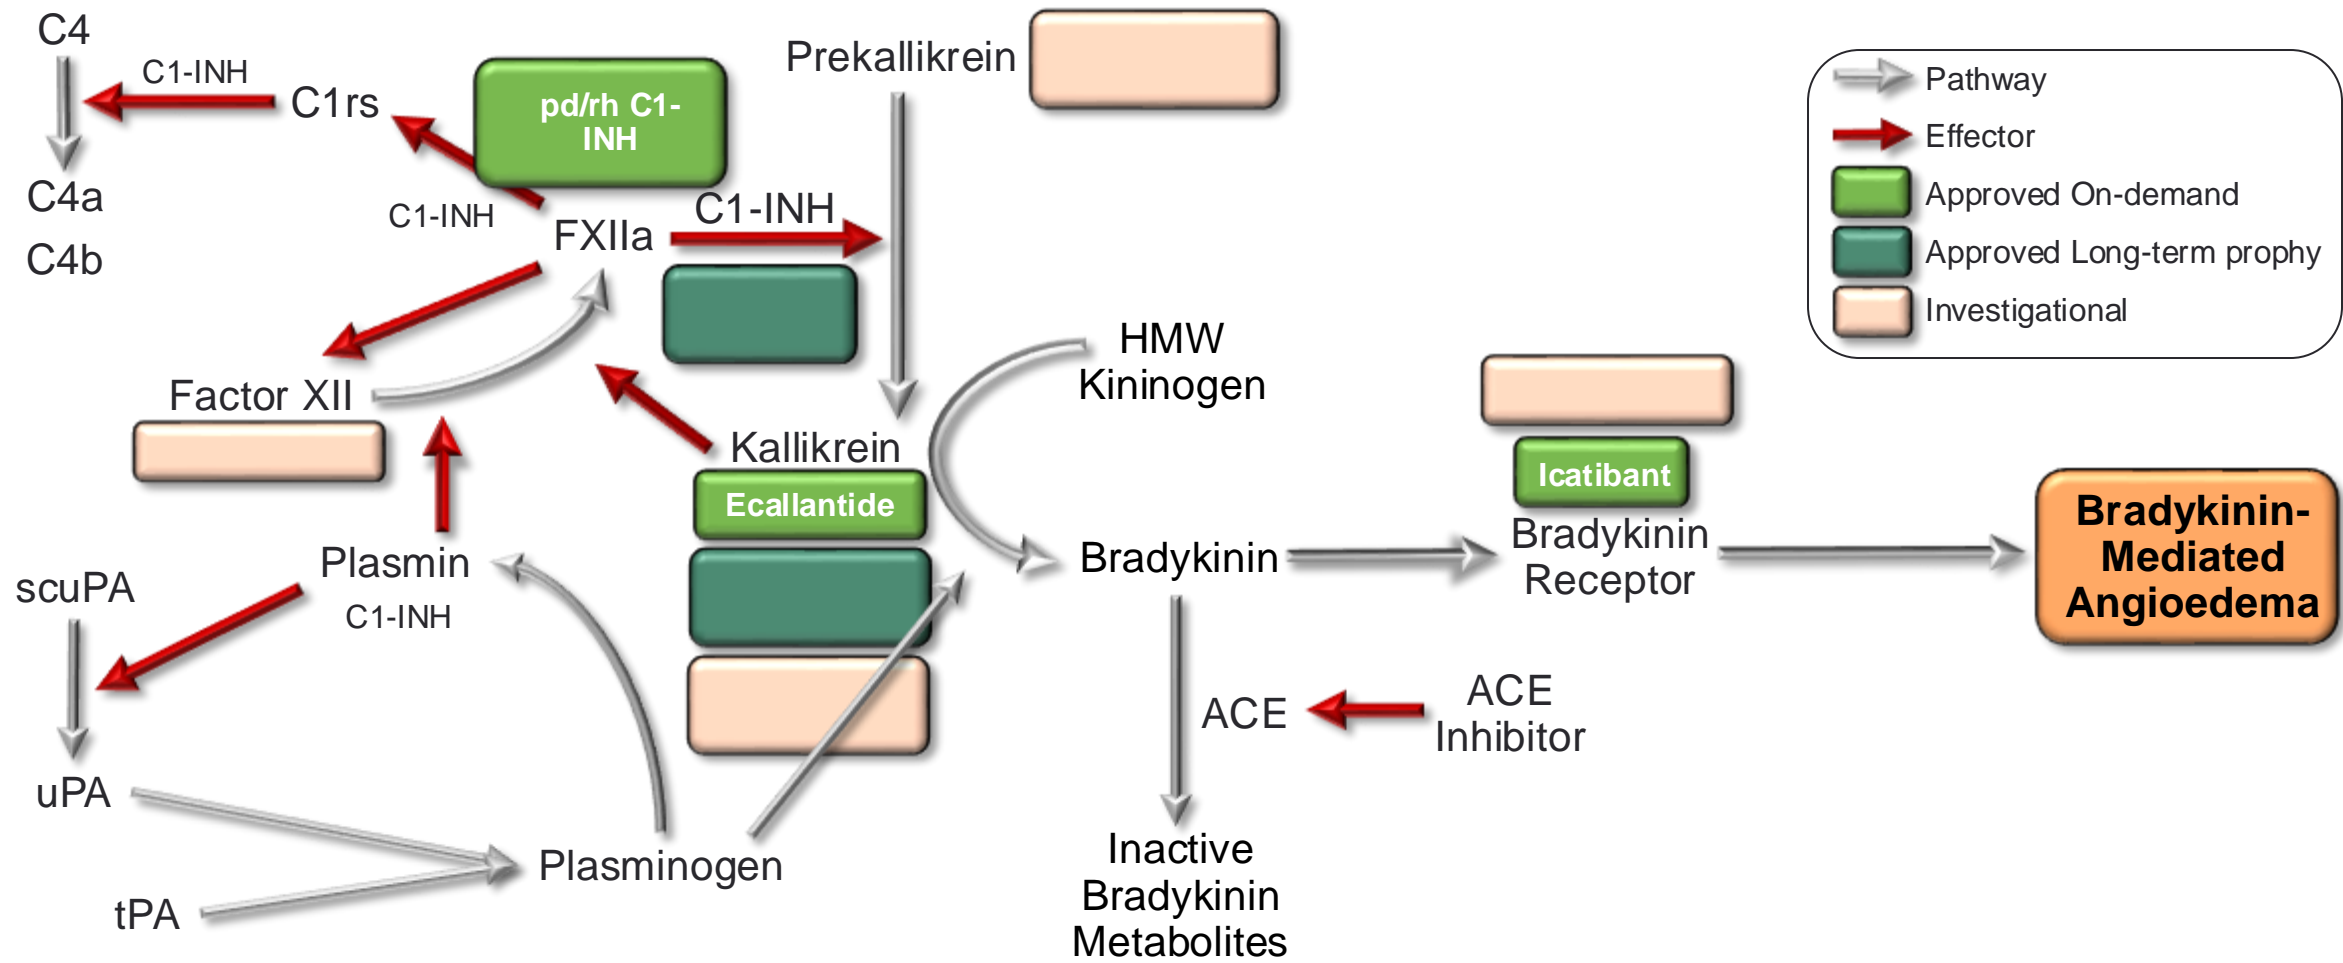 C4
C1-INH
C1rs
pd/rh C1-
INH
Prekallikrein
Pathway
Effector
Approved On-demand
Approved Long-term prophy
Investigational
C4a
C4b
C1-INH
FXIIa
C1-INH
Factor XII
HMW
Kininogen
Kallikrein
Ecallantide
Icatibant
Bradykinin
Bradykinin
Receptor
Bradykinin-
Mediated
Angioedema
Plasmin
C1-INH
scuPA
ACE
ACE
Inhibitor
uPA
Plasminogen
tPA
Inactive
Bradykinin
Metabolites